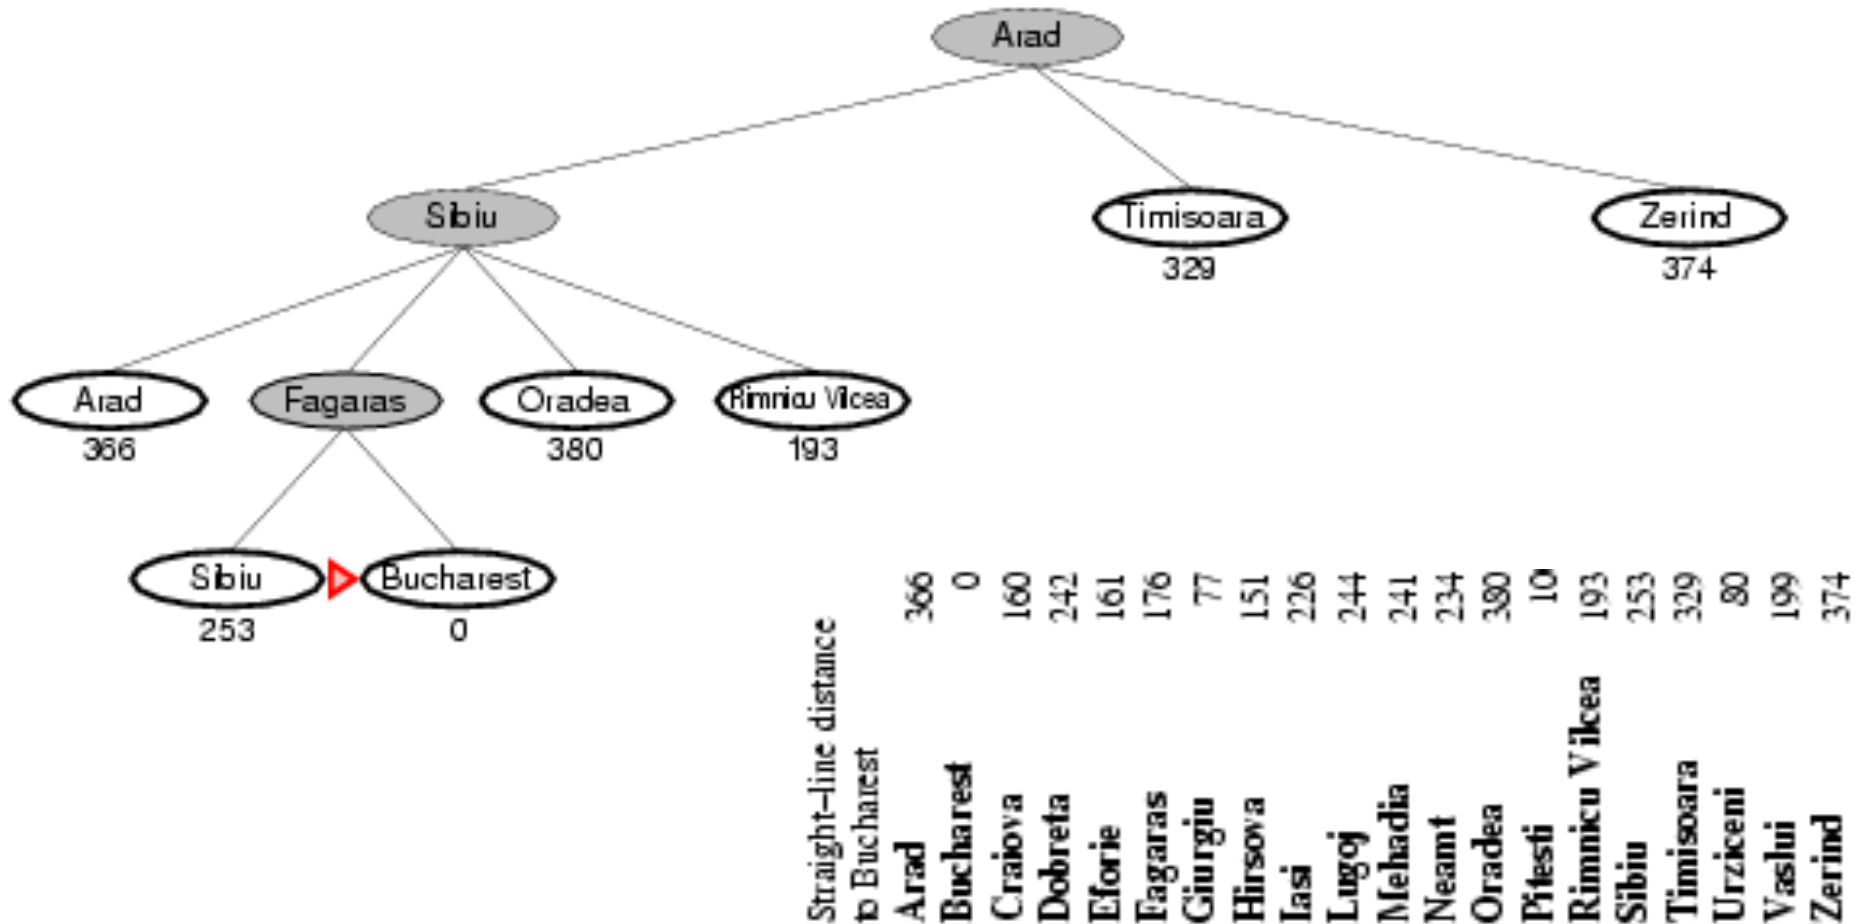 Arad
Sibiu
Timisoara
Zerind
329
374
Arad
Fagaras
Oradea
Rimnicu Vilcea
366
380
193
Sibiu
Bucharest
253
0
Straight–line distance
to Bucharest
Arad 366
Bucharest 0
Craiova 160
Dobreta 242
Eforie 161
Fagaras 176
Giurgiu 77
Hirsova 151
Iasi 226
Lugoj 244
Mehadia 241
Neamt 234
Oradea 380
Pitesti 10
Rimnicu Vilcea 193
Sibiu 253
Timisoara 329
Urziceni 80
Vaslui 199
Zerind 374